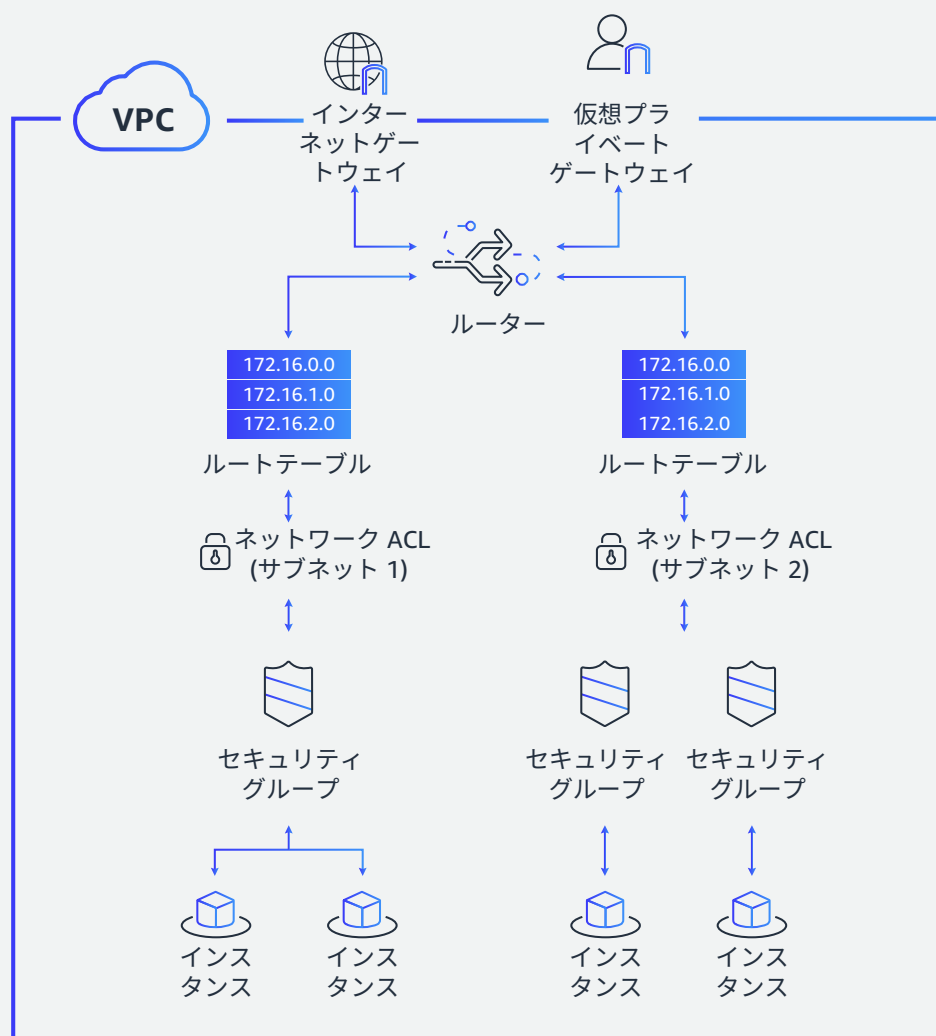 VPC
インター
ネットゲー
トウェイ
仮想プラ
イベート
ゲートウェイ
ルーター
172.16.0.0
172.16.1.0
172.16.2.0
ルートテーブル
172.16.0.0
172.16.1.0
172.16.2.0
ルートテーブル
ネットワーク ACL
(サブネット 1)
ネットワーク ACL
(サブネット 2)
セキュリティ
グループ
セキュリティ
グループ
セキュリティ
グループ
インス
タンス
インス
タンス
インス
タンス
インス
タンス